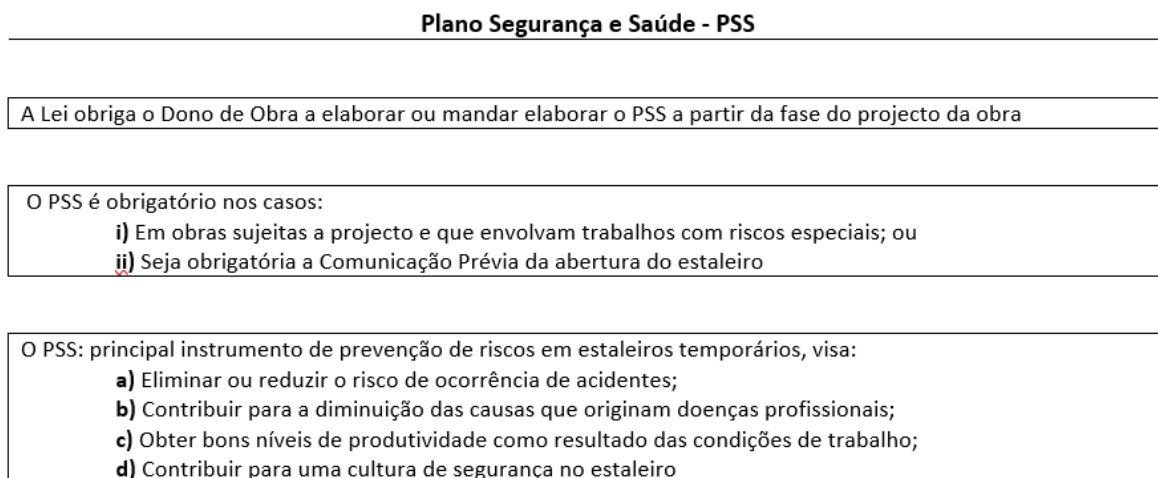 Plano Segurança e Saúde - PSS
A Lei obriga o Dono de Obra a elaborar ou mandar elaborar o PSS a partir da fase do projecto da obra
O PSS é obrigatório nos casos:
i) Em obras sujeitas a projecto e que envolvam trabalhos com riscos especiais; ou
ii) Seja obrigatória a Comunicação Prévia da abertura do estaleiro
O PSS: principal instrumento de prevenção de riscos em estaleiros temporários, visa:
a) Eliminar ou reduzir o risco de ocorrência de acidentes;
b) Contribuir para a diminuição das causas que originam doenças profissionais;
c) Obter bons níveis de produtividade como resultado das condições de trabalho;
d) Contribuir para uma cultura de segurança no estaleiro